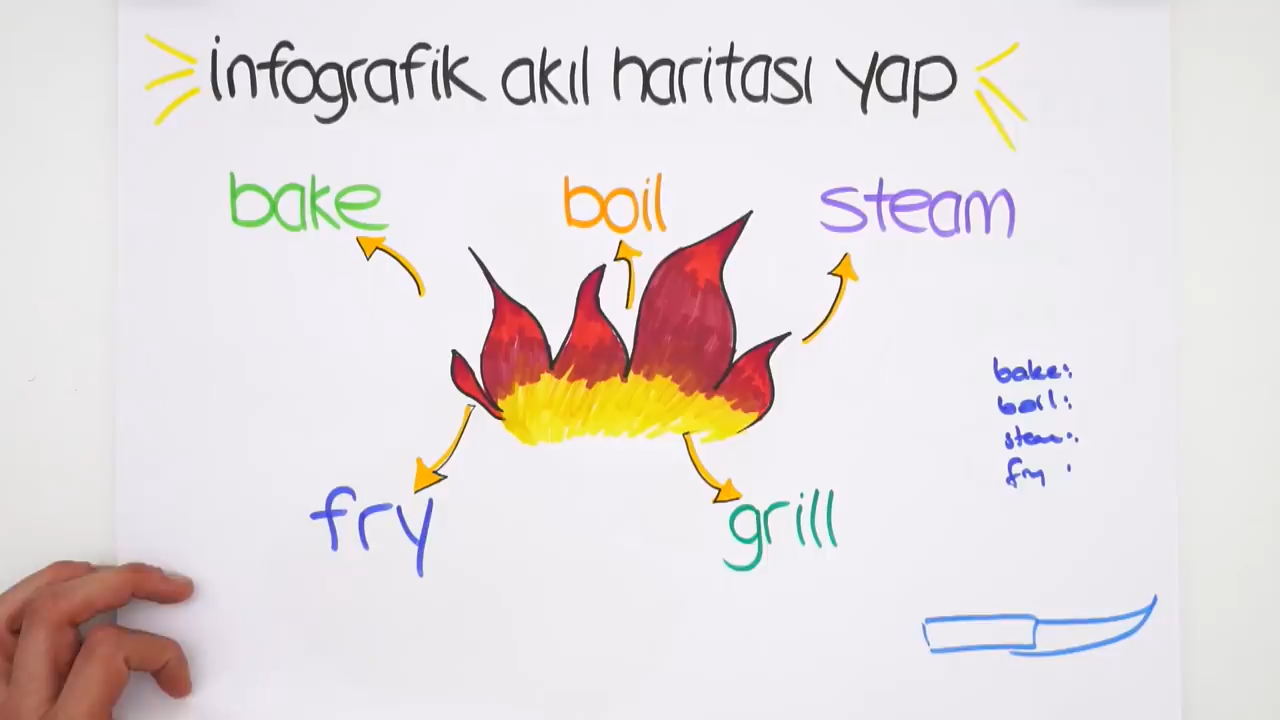 infografik akıl haritası yap
bake
boil
steam
fry
grill
bake:
boil:
steam:
fry :